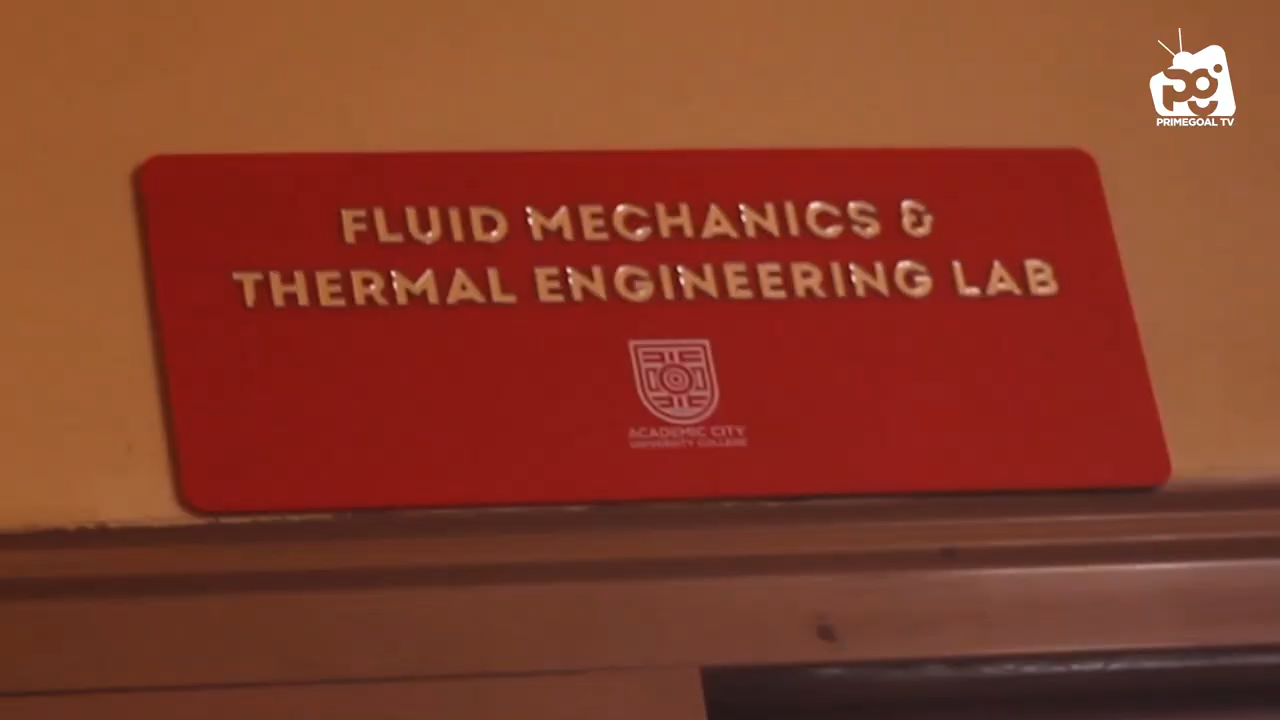 PRIMEGOAL TV
FLUID MECHANICS &
THERMAL ENGINEERING LAB
ACADEMIC CITY
UNIVERSITY COLLEGE